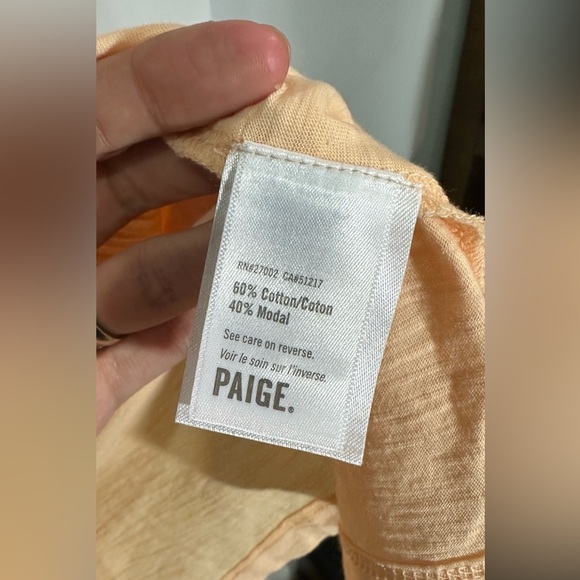 RN#27002 CA#51217
60% Cotton/Coton
40% Modal
See care on reverse.
Voir le soin sur l'inverse.
PAIGE®